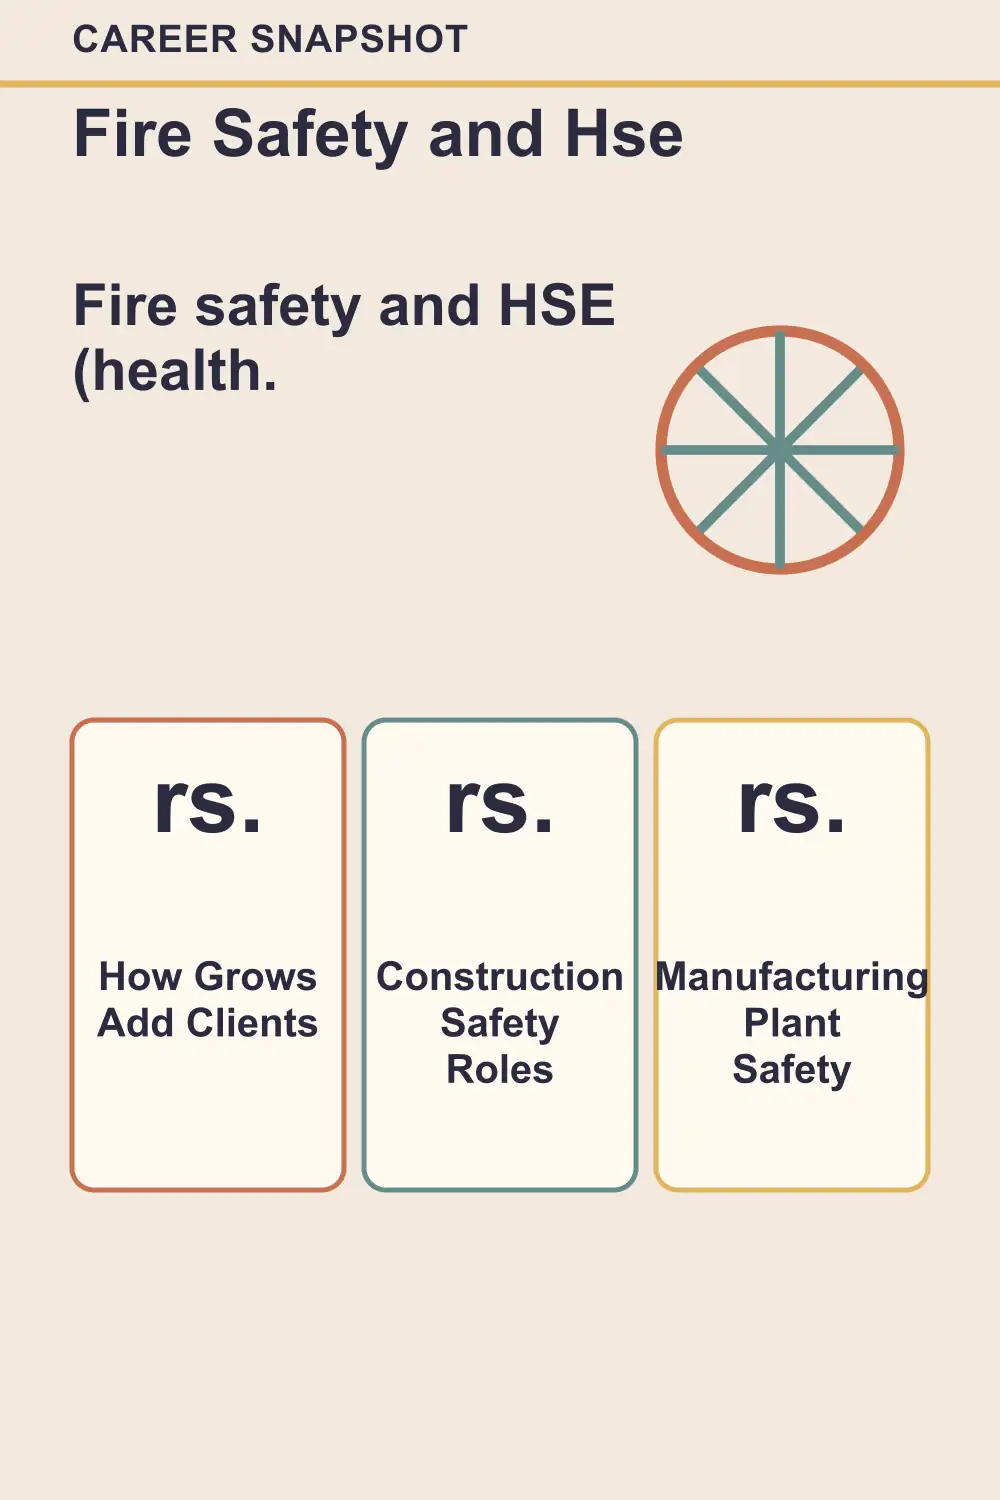 CAREER SNAPSHOT
Fire Safety and Hse
Fire safety and HSE
(health.
rs.
How Grows
Add Clients
rs.
Construction
Safety
Roles
rs.
Manufacturing
Plant
Safety